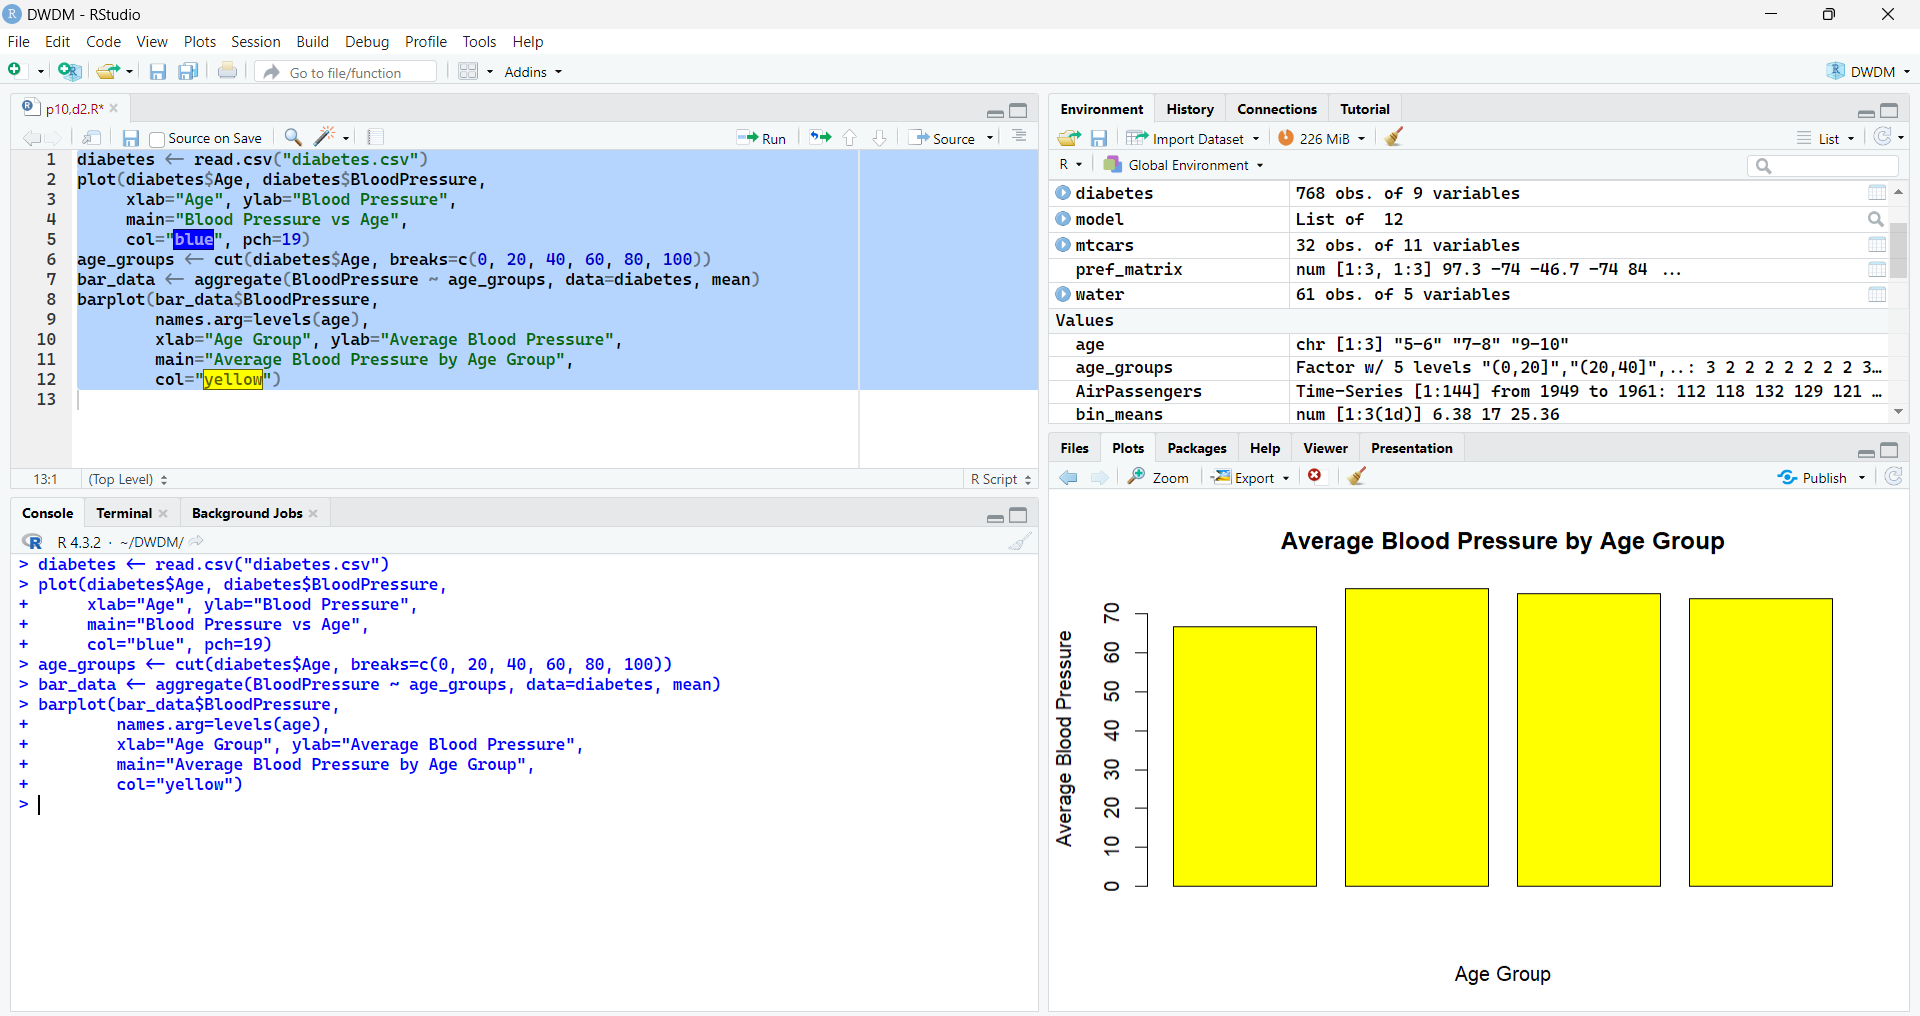 DWDM - RStudio
File Edit Code View Plots Session Build Debug Profile Tools Help
Go to file/function Addins DWDM
p10.d2.R*
Source on Save Run Source
1 diabetes <- read.csv("diabetes.csv")
2 plot(diabetes$Age, diabetes$BloodPressure,
3 xlab="Age", ylab="Blood Pressure",
4 main="Blood Pressure vs Age",
5 col="blue", pch=19)
6 age_groups <- cut(diabetes$Age, breaks=c(0, 20, 40, 60, 80, 100))
7 bar_data <- aggregate(BloodPressure ~ age_groups, data=diabetes, mean)
8 barplot(bar_data$BloodPressure,
9 names.arg=levels(age),
10 xlab="Age Group", ylab="Average Blood Pressure",
11 main="Average Blood Pressure by Age Group",
12 col="yellow")
13
13:1 (Top Level) R Script
Console Terminal Background Jobs
R 4.3.2 · ~/DWDM/
> diabetes <- read.csv("diabetes.csv")
> plot(diabetes$Age, diabetes$BloodPressure,
+ xlab="Age", ylab="Blood Pressure",
+ main="Blood Pressure vs Age",
+ col="blue", pch=19)
> age_groups <- cut(diabetes$Age, breaks=c(0, 20, 40, 60, 80, 100))
> bar_data <- aggregate(BloodPressure ~ age_groups, data=diabetes, mean)
> barplot(bar_data$BloodPressure,
+ names.arg=levels(age),
+ xlab="Age Group", ylab="Average Blood Pressure",
+ main="Average Blood Pressure by Age Group",
+ col="yellow")
>
Environment History Connections Tutorial
Import Dataset 226 MiB List
R Global Environment
diabetes 768 obs. of 9 variables
model List of 12
mtcars 32 obs. of 11 variables
pref_matrix num [1:3, 1:3] 97.3 -74 -46.7 -74 84 ...
water 61 obs. of 5 variables
Values
age chr [1:3] "5-6" "7-8" "9-10"
age_groups Factor w/ 5 levels "(0,20]","(20,40]",..: 3 2 2 2 2 2 2 2 3…
AirPassengers Time-Series [1:144] from 1949 to 1961: 112 118 132 129 121 …
bin_means num [1:3(1d)] 6.38 17 25.36
Files Plots Packages Help Viewer Presentation
Zoom Export Publish
Average Blood Pressure by Age Group
Average Blood Pressure
70
60
50
40
30
20
10
0
Age Group